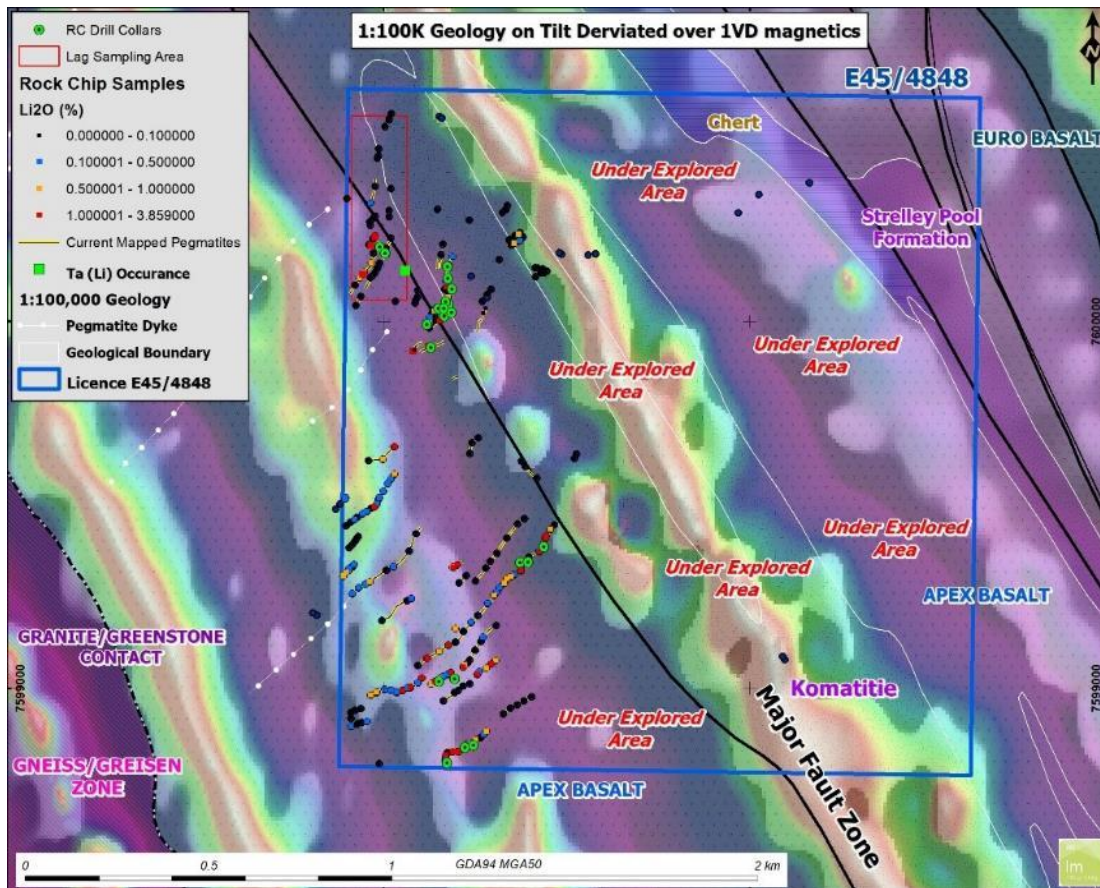 1:100K Geology on Tilt Derviated over 1VD magnetics
N
RC Drill Collars
Lag Sampling Area
Rock Chip Samples
Li2O (%)
0.000000 - 0.100000
0.100001 - 0.500000
0.500001 - 1.000000
1.000001 - 3.859000
Current Mapped Pegmatites
Ta (Li) Occurance
1:100,000 Geology
Pegmatite Dyke
Geological Boundary
Licence E45/4848
E45/4848
Chert
EURO BASALT
Under Explored
Area
Strelley Pool
Formation
7600000
Under Explored
Area
Under Explored
Area
Under Explored
Area
Under Explored
Area
APEX BASALT
GRANITE/GREENSTONE
CONTACT
7599000
7599000
Komatitie
Under Explored
Area
Major Fault Zone
GNEISS/GREISEN
ZONE
APEX BASALT
0
0.5
1
GDA94 MGA50
2 km
lm